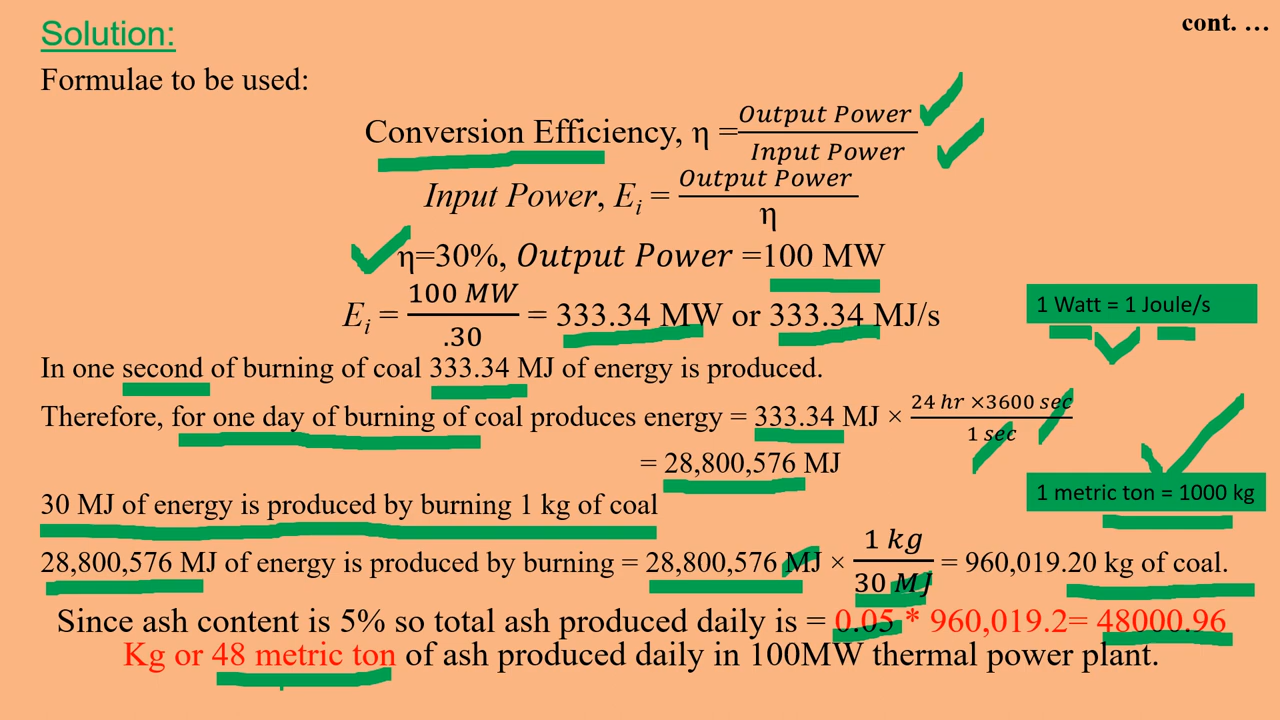 cont. …
Solution:
Formulae to be used:
Conversion Efficiency, η = Output Power / Input Power
Input Power, Eᵢ = Output Power / η
η=30%, Output Power =100 MW
Eᵢ = 100 MW / .30 = 333.34 MW or 333.34 MJ/s
1 Watt = 1 Joule/s
In one second of burning of coal 333.34 MJ of energy is produced.
Therefore, for one day of burning of coal produces energy = 333.34 MJ × 24 hr ×3600 sec / 1 sec
= 28,800,576 MJ
1 metric ton = 1000 kg
30 MJ of energy is produced by burning 1 kg of coal
28,800,576 MJ of energy is produced by burning = 28,800,576 MJ × 1 kg / 30 MJ = 960,019.20 kg of coal.
Since ash content is 5% so total ash produced daily is = 0.05 * 960,019.2= 48000.96
Kg or 48 metric ton of ash produced daily in 100MW thermal power plant.